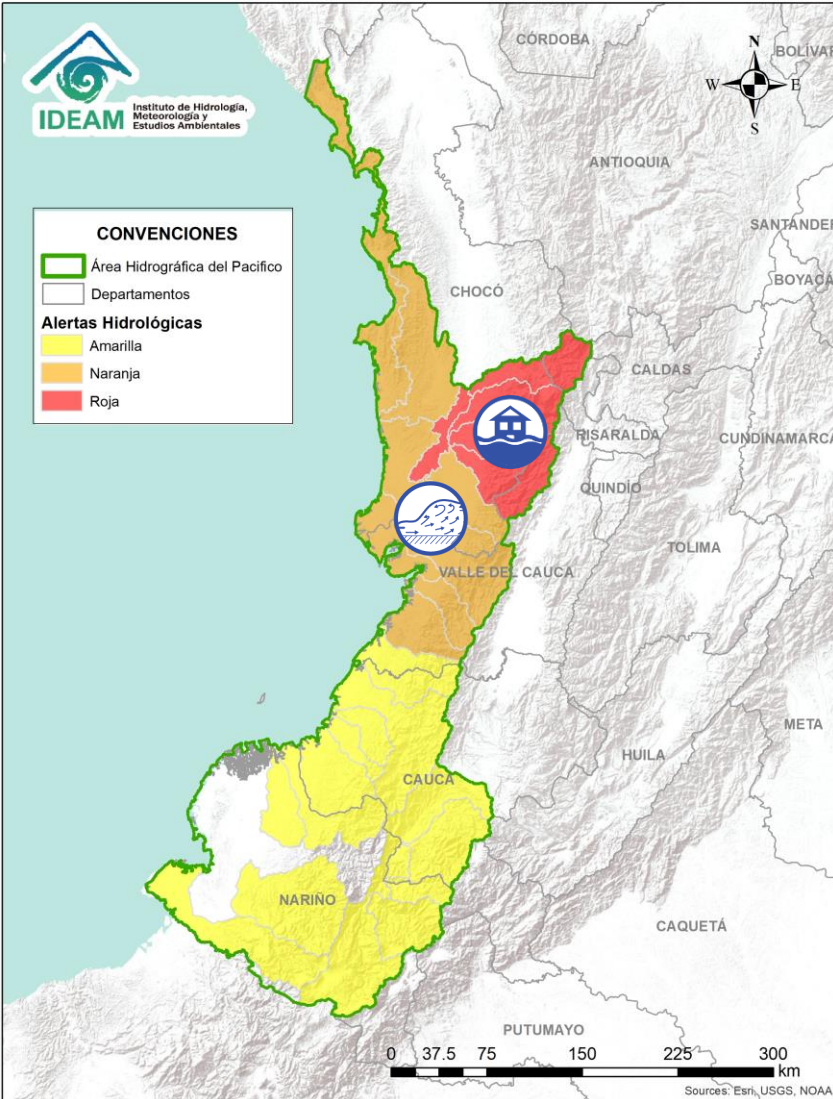 IDEAM
Instituto de Hidrología,
Meteorología y
Estudios Ambientales
CÓRDOBA
BOLÍVAR
N
W
E
S
ANTIOQUIA
SANTANDER
BOYACÁ
CONVENCIONES
Área Hidrográfica del Pacifico
Departamentos
Alertas Hidrológicas
Amarilla
Naranja
Roja
CHOCÓ
CALDAS
RISARALDA
CUNDINAMARCA
QUINDÍO
TOLIMA
VALLE DEL CAUCA
META
HUILA
CAUCA
NARIÑO
CAQUETÁ
PUTUMAYO
0 37.5 75 150 225 300
km
Sources: Esri, USGS, NOAA